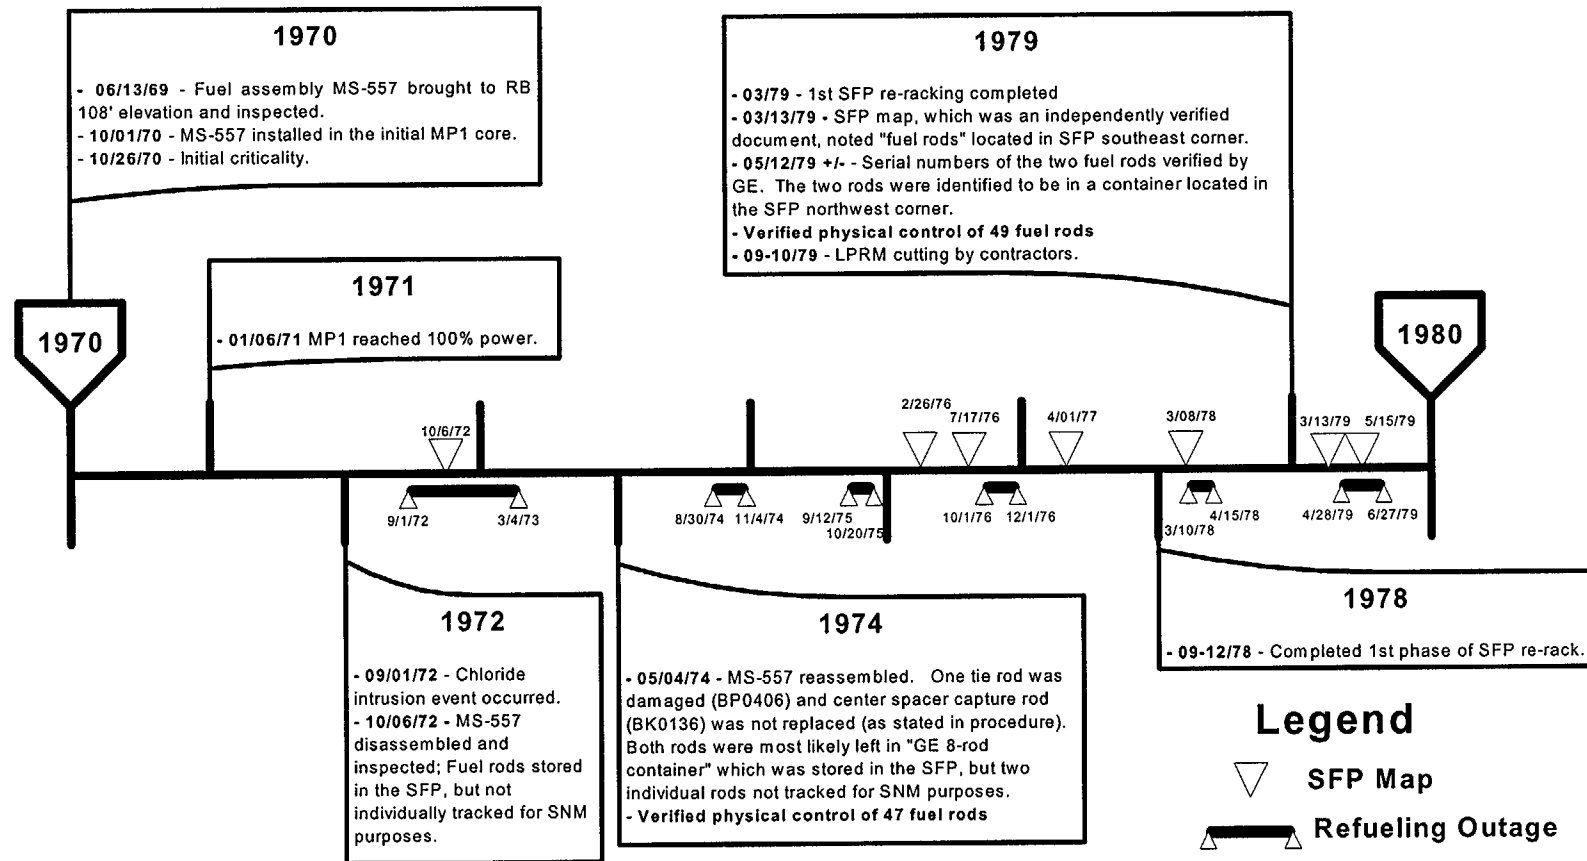 1970
- 06/13/69 - Fuel assembly MS-557 brought to RB
108' elevation and inspected.
- 10/01/70 - MS-557 installed in the initial MP1 core.
- 10/26/70 - Initial criticality.
1979
- 03/79 - 1st SFP re-racking completed
- 03/13/79 - SFP map, which was an independently verified
document, noted "fuel rods" located in SFP southeast corner.
- 05/12/79 +/- - Serial numbers of the two fuel rods verified by
GE. The two rods were identified to be in a container located in
the SFP northwest corner.
- Verified physical control of 49 fuel rods
- 09-10/79 - LPRM cutting by contractors.
1971
- 01/06/71 MP1 reached 100% power.
1970
1980
10/6/72
2/26/76
7/17/76
4/01/77
3/08/78
3/13/79
5/15/79
9/1/72
3/4/73
8/30/74
11/4/74
9/12/75
10/20/75
10/1/76
12/1/76
3/10/78
4/15/78
4/28/79
6/27/79
1972
- 09/01/72 - Chloride
intrusion event occurred.
- 10/06/72 - MS-557
disassembled and
inspected; Fuel rods stored
in the SFP, but not
individually tracked for SNM
purposes.
1974
- 05/04/74 - MS-557 reassembled. One tie rod was
damaged (BP0406) and center spacer capture rod
(BK0136) was not replaced (as stated in procedure).
Both rods were most likely left in "GE 8-rod
container" which was stored in the SFP, but two
individual rods not tracked for SNM purposes.
- Verified physical control of 47 fuel rods
1978
- 09-12/78 - Completed 1st phase of SFP re-rack.
Legend
SFP Map
Refueling Outage